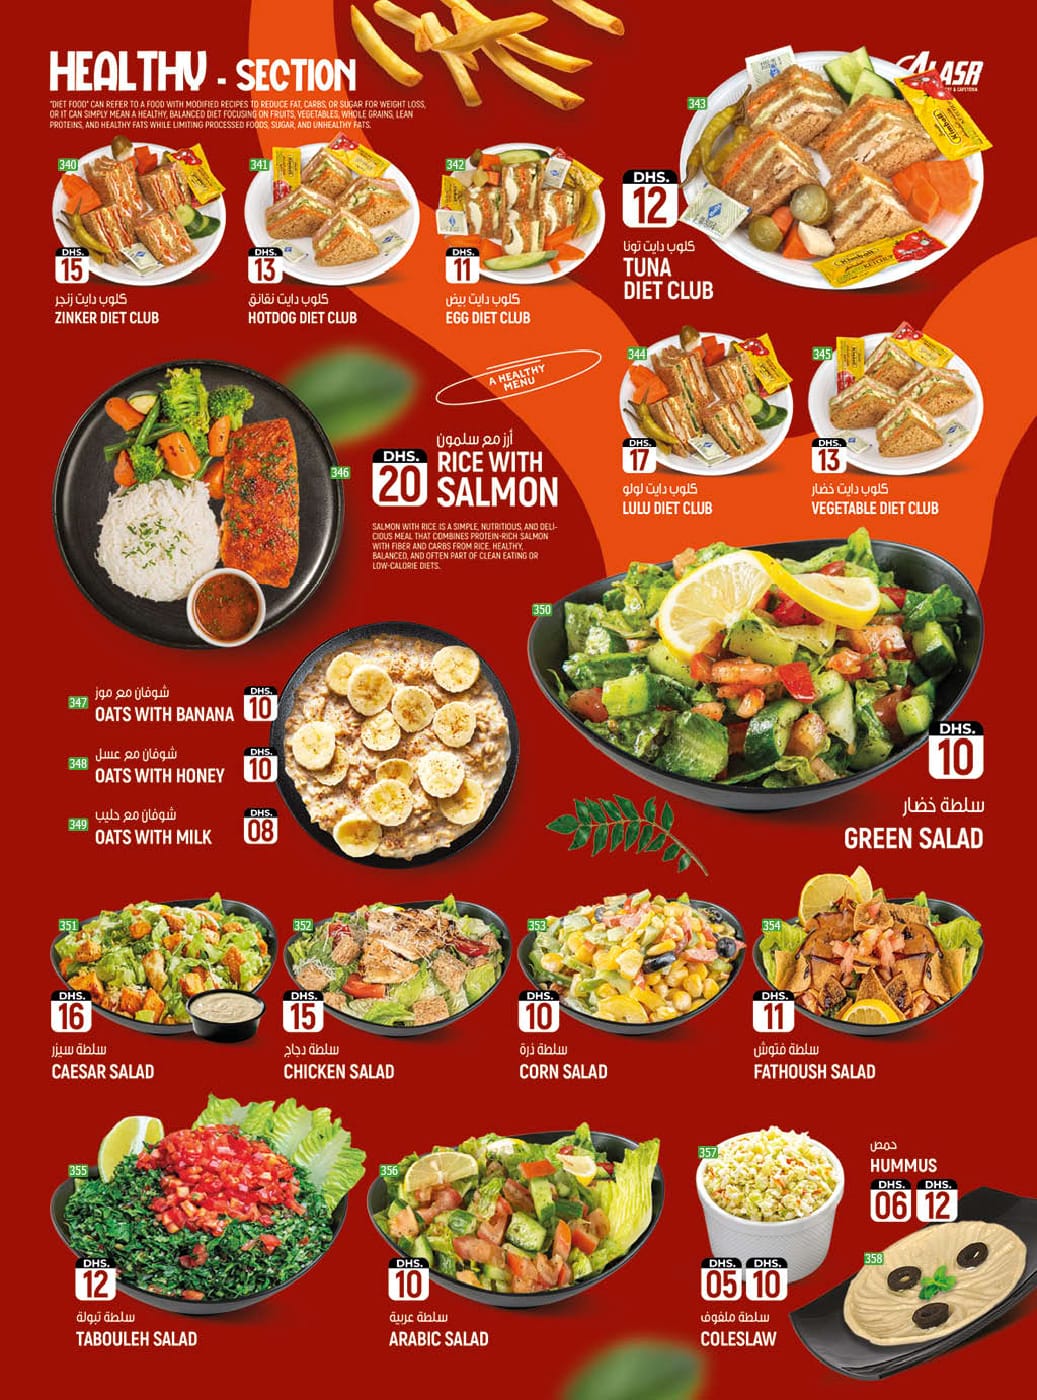 HEALTHY - SECTION
"DIET FOOD" CAN REFER TO A FOOD WITH MODIFIED RECIPES TO REDUCE FAT, CARBS, OR SUGAR FOR WEIGHT LOSS,
OR IT CAN SIMPLY MEAN A HEALTHY, BALANCED DIET FOCUSING ON FRUITS, VEGETABLES, WHOLE GRAINS, LEAN
PROTEINS, AND HEALTHY FATS WHILE LIMITING PROCESSED FOODS, SUGAR, AND UNHEALTHY FATS.
ALASR
340
DHS.
15
كلوب دايت زنجر
ZINKER DIET CLUB
341
DHS.
13
كلوب دايت نقانق
HOTDOG DIET CLUB
342
DHS.
11
كلوب دايت بيض
EGG DIET CLUB
343
DHS.
12
كلوب دايت تونا
TUNA
DIET CLUB
Kimball
Kimball
KETCHUP
344
DHS.
17
كلوب دايت لولو
LULU DIET CLUB
345
DHS.
13
كلوب دايت خضار
VEGETABLE DIET CLUB
A HEALTHY
MENU
346
DHS.
20
أرز مع سلمون
RICE WITH
SALMON
SALMON WITH RICE IS A SIMPLE, NUTRITIOUS, AND DELI-
CIOUS MEAL THAT COMBINES PROTEIN-RICH SALMON
WITH FIBER AND CARBS FROM RICE. HEALTHY,
BALANCED, AND OFTEN PART OF CLEAN EATING OR
LOW-CALORIE DIETS.
347
شوفان مع موز
OATS WITH BANANA
DHS.
10
348
شوفان مع عسل
OATS WITH HONEY
DHS.
10
349
شوفان مع حليب
OATS WITH MILK
DHS.
08
350
DHS.
10
سلطة خضار
GREEN SALAD
351
DHS.
16
سلطة سيزر
CAESAR SALAD
352
DHS.
15
سلطة دجاج
CHICKEN SALAD
353
DHS.
10
سلطة ذرة
CORN SALAD
354
DHS.
11
سلطة فتوش
FATHOUSH SALAD
355
DHS.
12
سلطة تبولة
TABOULEH SALAD
356
DHS.
10
سلطة عربية
ARABIC SALAD
357
DHS. DHS.
05 10
سلطة ملفوف
COLESLAW
حمص
HUMMUS
DHS. DHS.
06 12
358